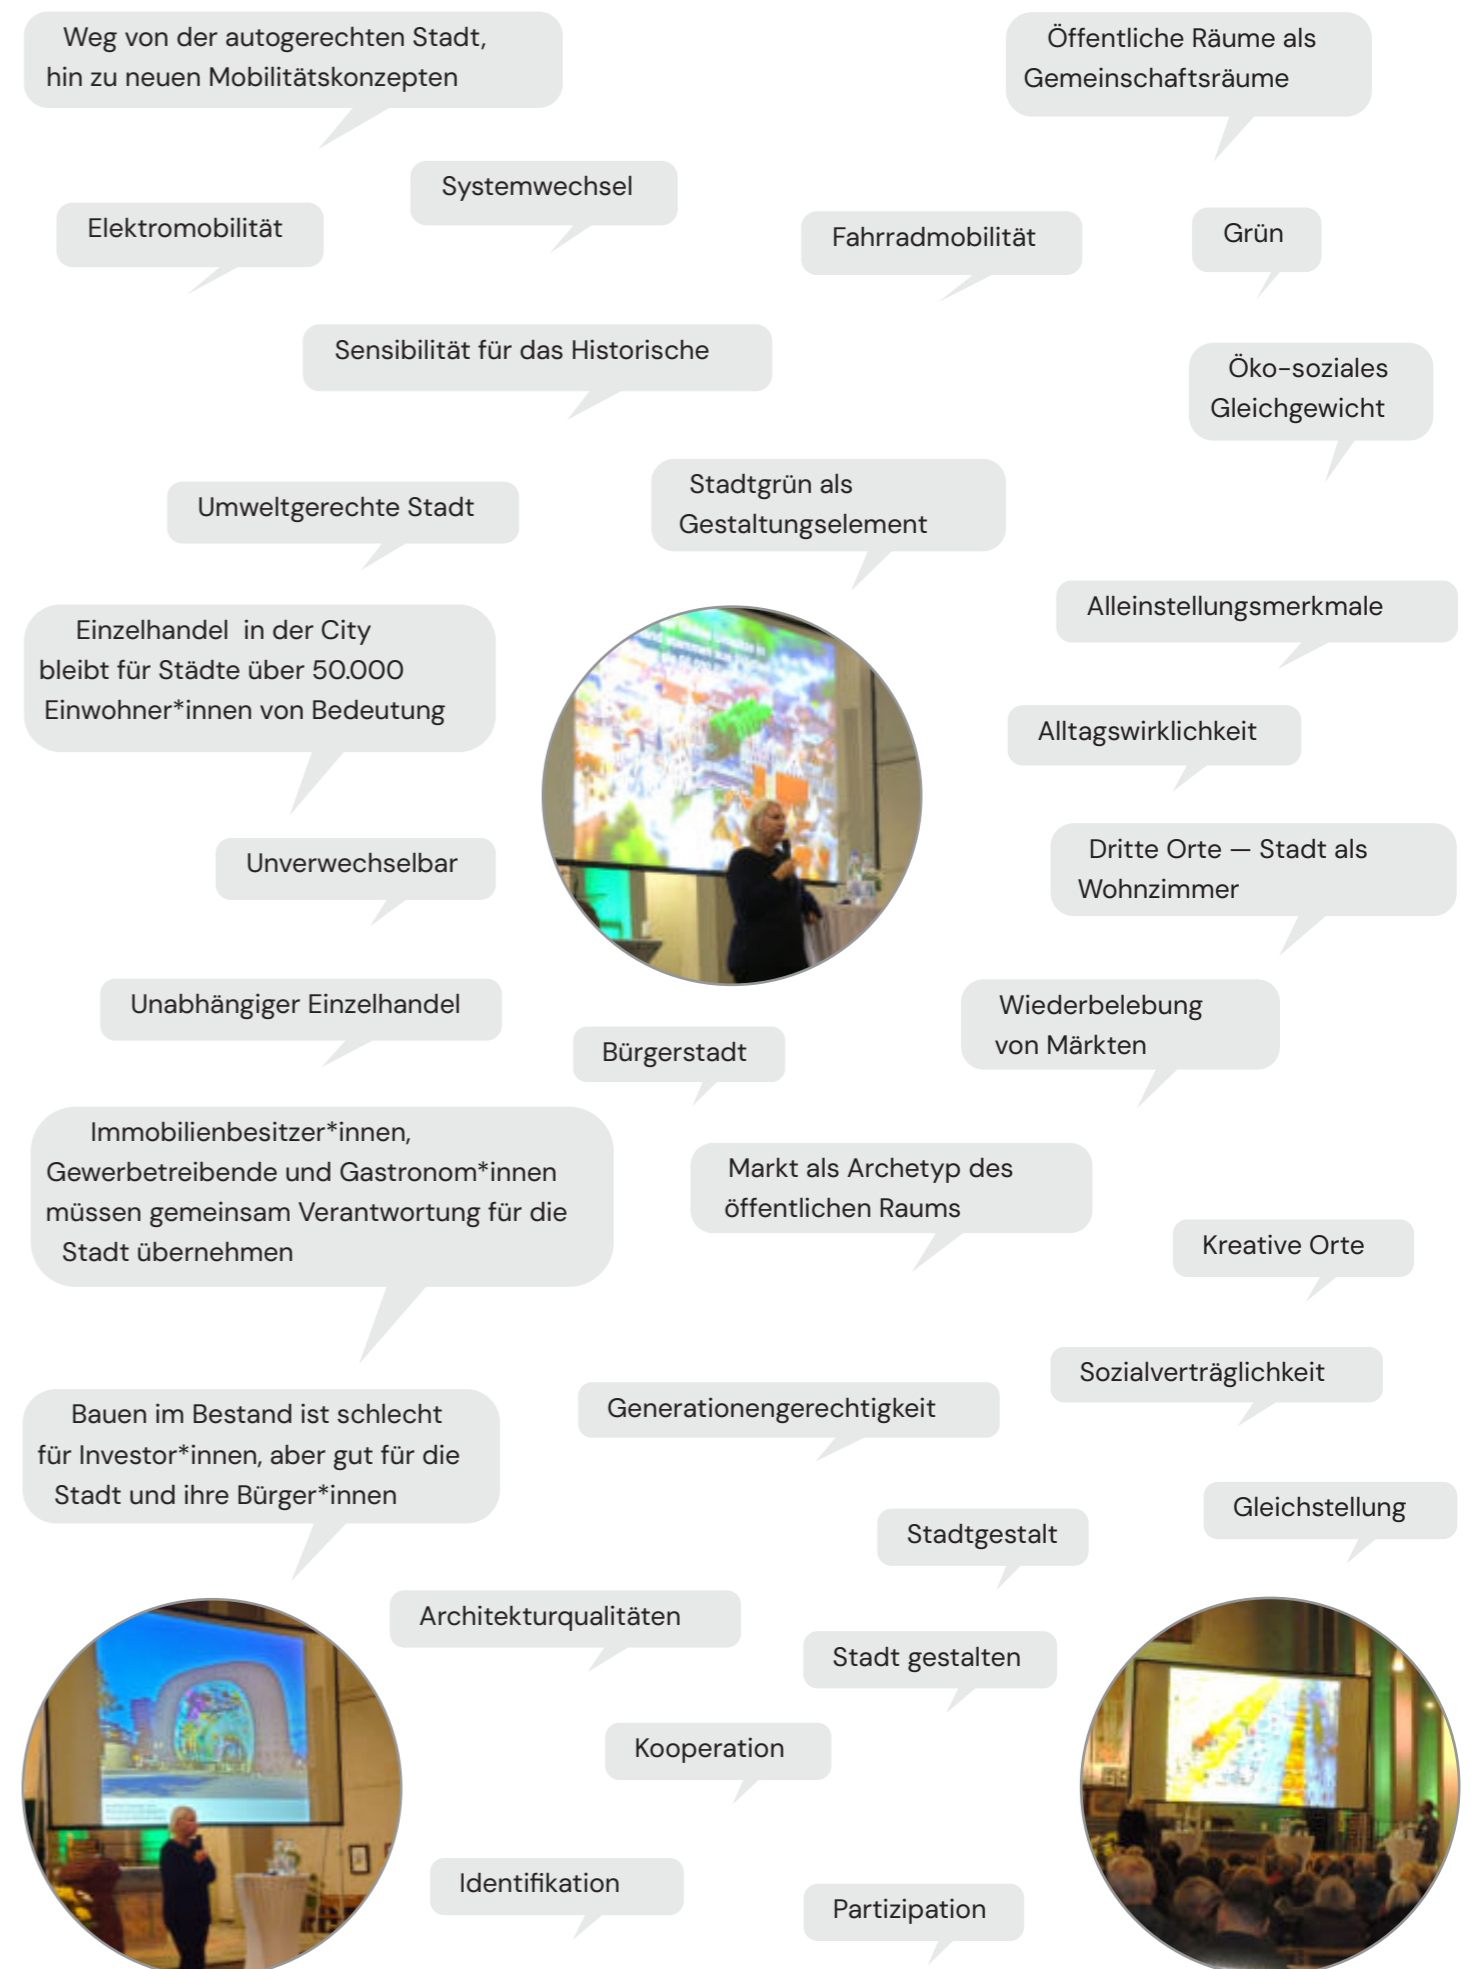 Weg von der autogerechten Stadt,
hin zu neuen Mobilitätskonzepten
Öffentliche Räume als
Gemeinschaftsräume
Systemwechsel
Elektromobilität
Fahrradmobilität
Grün
Sensibilität für das Historische
Öko-soziales
Gleichgewicht
Umweltgerechte Stadt
Stadtgrün als
Gestaltungselement
Alleinstellungsmerkmale
Einzelhandel  in der City
bleibt für Städte über 50.000
Einwohner*innen von Bedeutung
Alltagswirklichkeit
Unverwechselbar
Dritte Orte — Stadt als
Wohnzimmer
Unabhängiger Einzelhandel
Wiederbelebung
von Märkten
Bürgerstadt
Immobilienbesitzer*innen,
Gewerbetreibende und Gastronom*innen
müssen gemeinsam Verantwortung für die
Stadt übernehmen
Markt als Archetyp des
öffentlichen Raums
Kreative Orte
Sozialverträglichkeit
Generationengerechtigkeit
Bauen im Bestand ist schlecht
für Investor*innen, aber gut für die
Stadt und ihre Bürger*innen
Gleichstellung
Stadtgestalt
Architekturqualitäten
Stadt gestalten
Kooperation
Identifikation
Partizipation